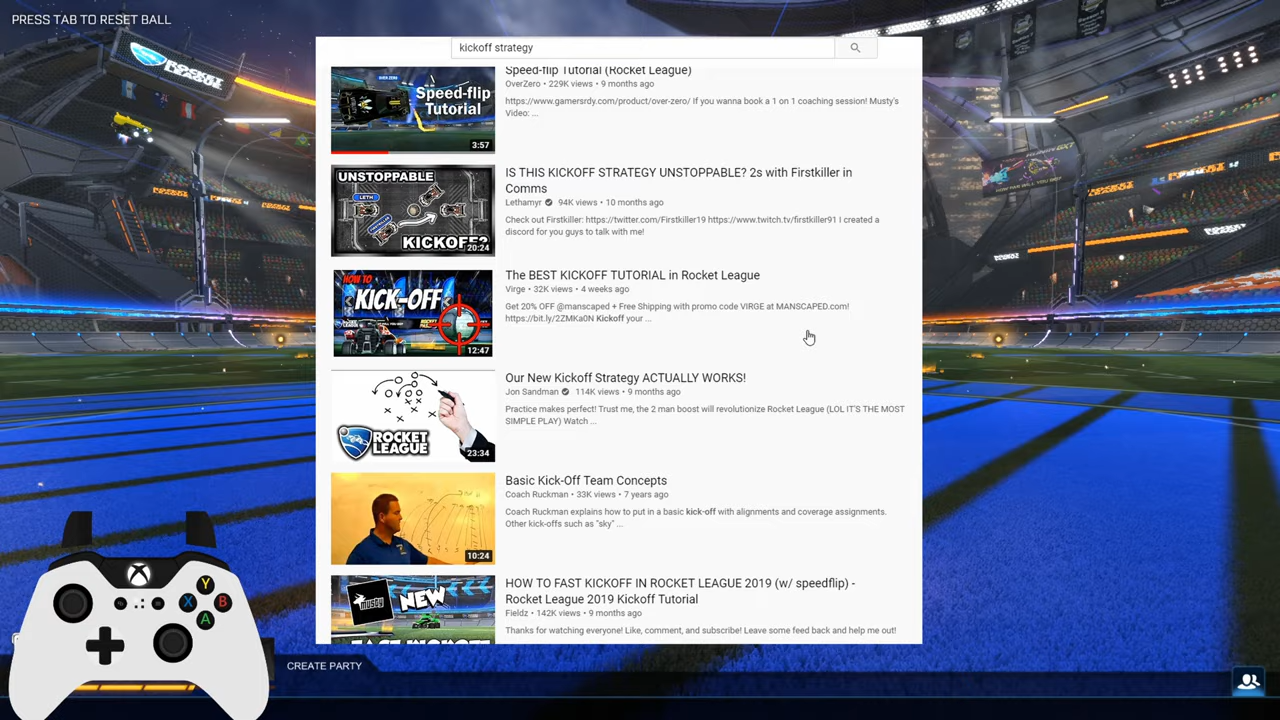 PRESS TAB TO RESET BALL
kickoff strategy
Speed-flip Tutorial (Rocket League)
OverZero • 229K views • 9 months ago
https://www.gamersrdy.com/product/over-zero/ If you wanna book a 1 on 1 coaching session! Musty's
Video: ...
OVER ZERO
Speed-flip
Tutorial
3:57
IS THIS KICKOFF STRATEGY UNSTOPPABLE? 2s with Firstkiller in
Comms
Lethamyr 94K views • 10 months ago
Check out Firstkiller: https://twitter.com/Firstkiller19 https://www.twitch.tv/firstkiller91 I created a
discord for you guys to talk with me!
UNSTOPPABLE
LETH
KICKOFF?
20:24
The BEST KICKOFF TUTORIAL in Rocket League
Virge • 32K views • 4 weeks ago
Get 20% OFF @manscaped + Free Shipping with promo code VIRGE at MANSCAPED.com!
https://bit.ly/2ZMKa0N Kickoff your ...
HOW TO
KICK-OFF
12:47
Our New Kickoff Strategy ACTUALLY WORKS!
Jon Sandman 114K views • 9 months ago
Practice makes perfect! Trust me, the 2 man boost will revolutionize Rocket League (LOL IT'S THE MOST
SIMPLE PLAY) Watch ...
ROCKET
LEAGUE
23:34
Basic Kick-Off Team Concepts
Coach Ruckman • 33K views • 7 years ago
Coach Ruckman explains how to put in a basic kick-off with alignments and coverage assignments.
Other kick-offs such as "sky" ...
10:24
HOW TO FAST KICKOFF IN ROCKET LEAGUE 2019 (w/ speedflip) -
Rocket League 2019 Kickoff Tutorial
Fieldz • 142K views • 9 months ago
Thanks for watching everyone! Like, comment, and subscribe! Leave some feed back and help me out!
musty
NEW
FAST KICKOFF
Y
X
B
A
CREATE PARTY